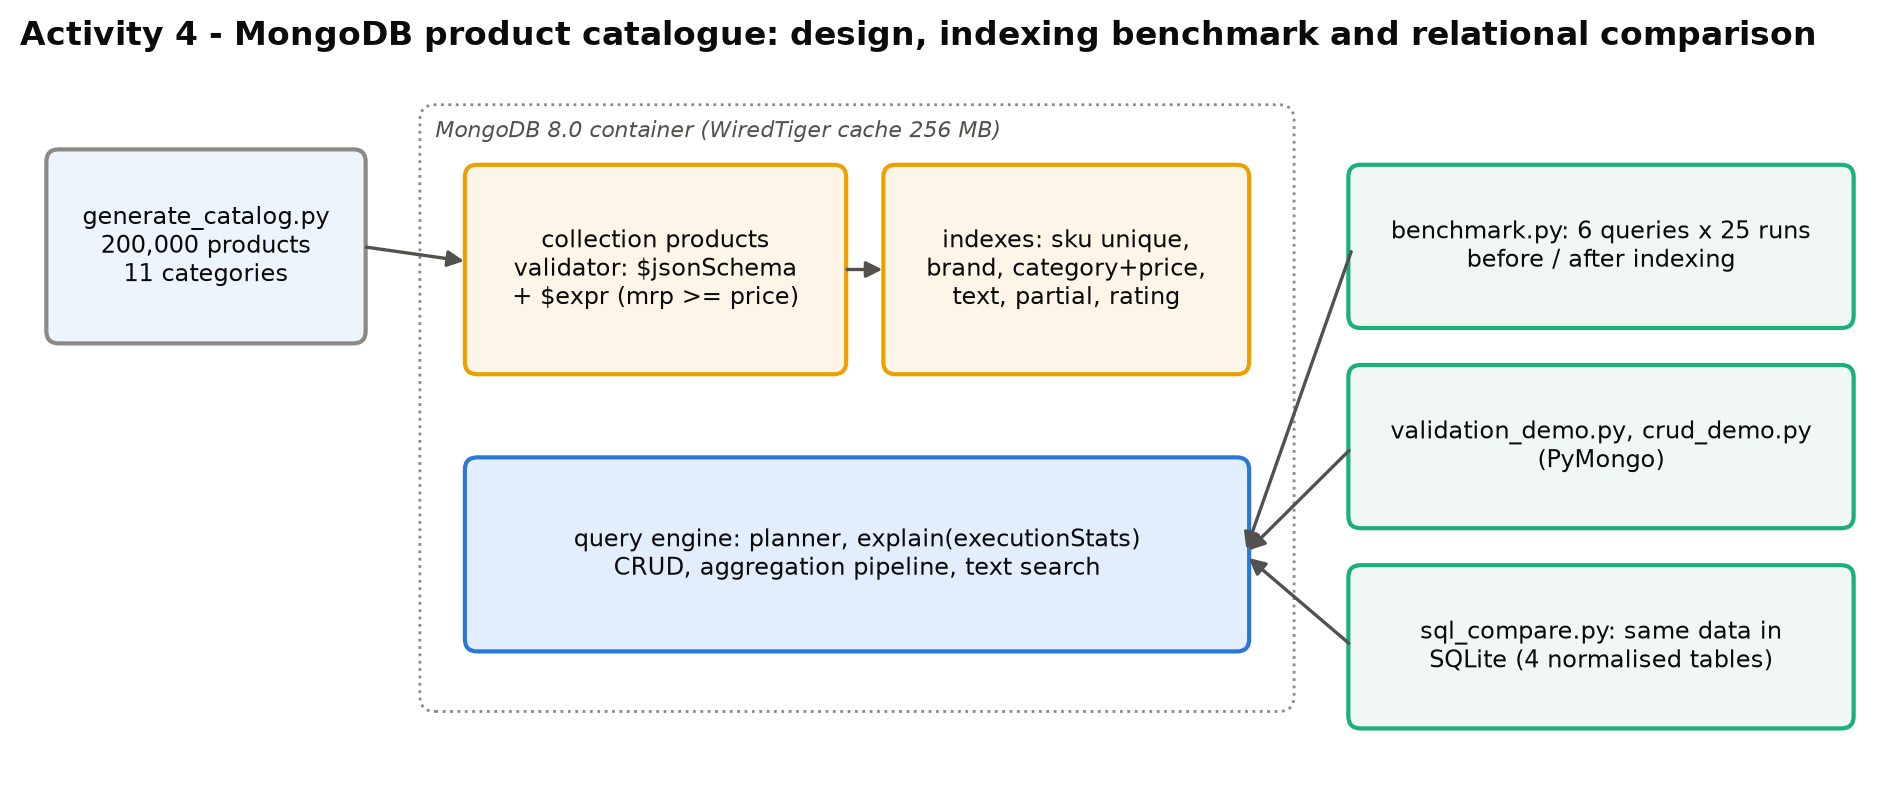 Activity 4 - MongoDB product catalogue: design, indexing benchmark and relational comparison
MongoDB 8.0 container (WiredTiger cache 256 MB)
generate_catalog.py
200,000 products
11 categories
collection products
validator: $jsonSchema
+ $expr (mrp >= price)
indexes: sku unique,
brand, category+price,
text, partial, rating
benchmark.py: 6 queries x 25 runs
before / after indexing
validation_demo.py, crud_demo.py
(PyMongo)
query engine: planner, explain(executionStats)
CRUD, aggregation pipeline, text search
sql_compare.py: same data in
SQLite (4 normalised tables)